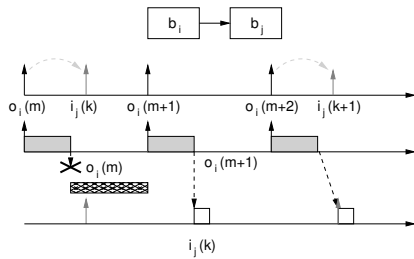 b_i b_j
o_i(m) i_j(k) o_i(m+1) o_i(m+2) i_j(k+1)
o_i(m) o_i(m+1)
i_j(k)